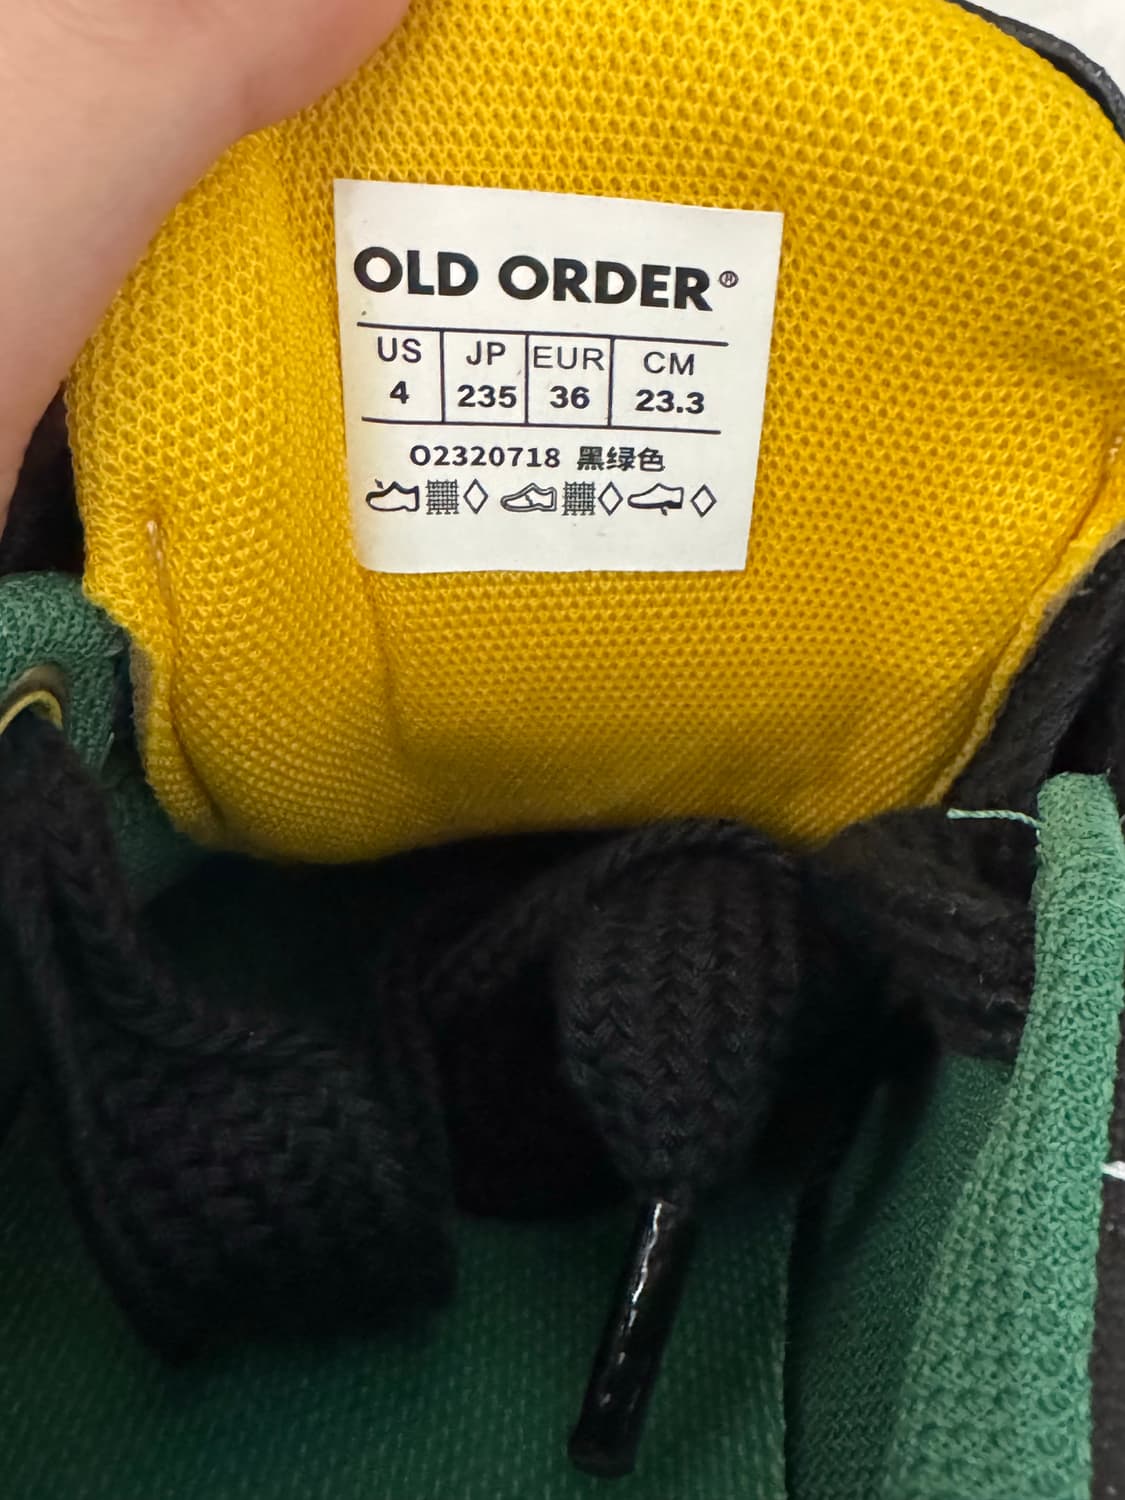 OLD ORDER®
US JP EUR CM
4 235 36 23.3
O2320718 黑绿色